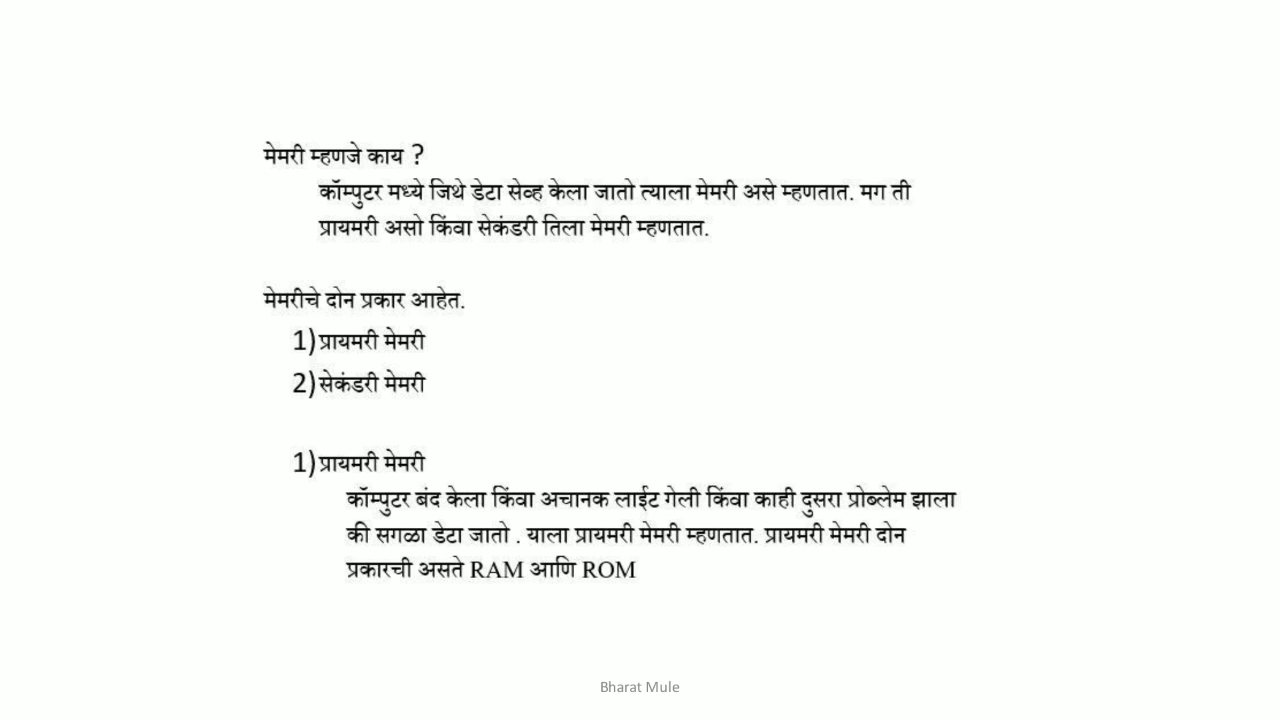 मेमरी म्हणजे काय ?
कॉम्पुटर मध्ये जिथे डेटा सेव्ह केला जातो त्याला मेमरी असे म्हणतात. मग ती
प्रायमरी असो किंवा सेकंडरी तिला मेमरी म्हणतात.
मेमरीचे दोन प्रकार आहेत.
1) प्रायमरी मेमरी
2) सेकंडरी मेमरी
1) प्रायमरी मेमरी
कॉम्पुटर बंद केला किंवा अचानक लाईट गेली किंवा काही दुसरा प्रोब्लेम झाला
की सगळा डेटा जातो . याला प्रायमरी मेमरी म्हणतात. प्रायमरी मेमरी दोन
प्रकारची असते RAM आणि ROM
Bharat Mule